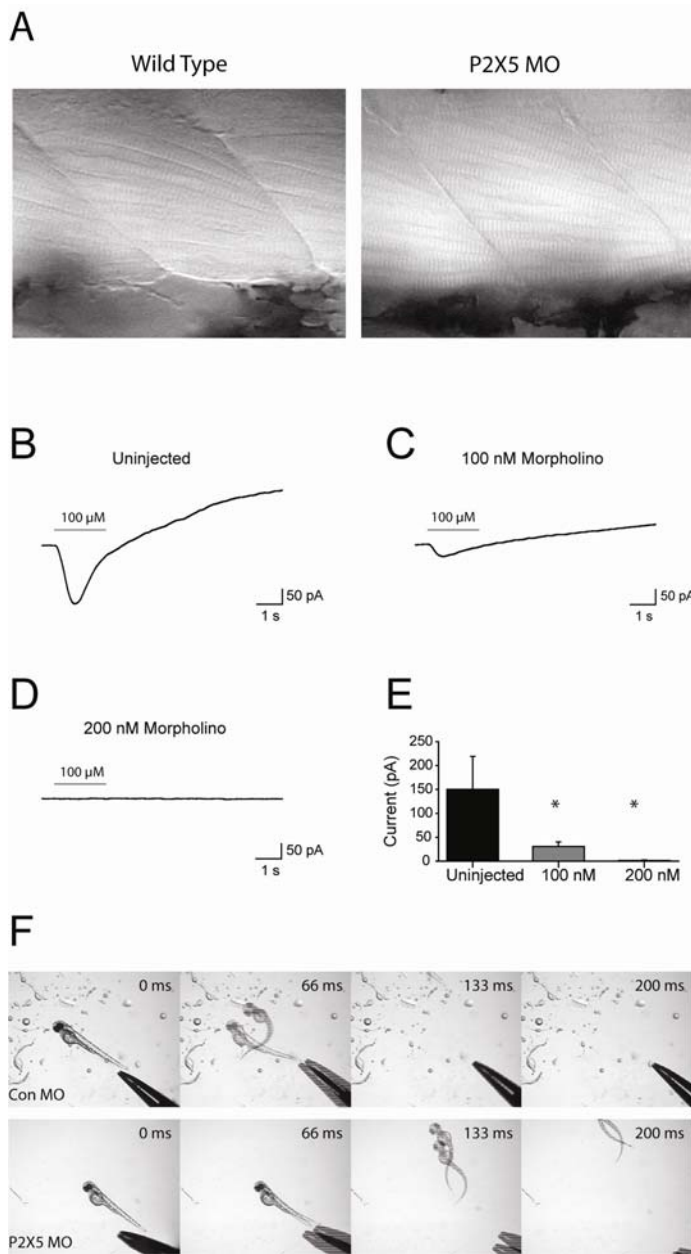 A
Wild Type
P2X5 MO
B
Uninjected
100 µM
50 pA
1 s
C
100 nM Morpholino
100 µM
50 pA
1 s
D
200 nM Morpholino
100 µM
50 pA
1 s
E
Current (pA)
250
200
150
100
50
0
*
*
Uninjected
100 nM
200 nM
F
0 ms
66 ms
133 ms
200 ms
Con MO
0 ms
66 ms
133 ms
200 ms
P2X5 MO